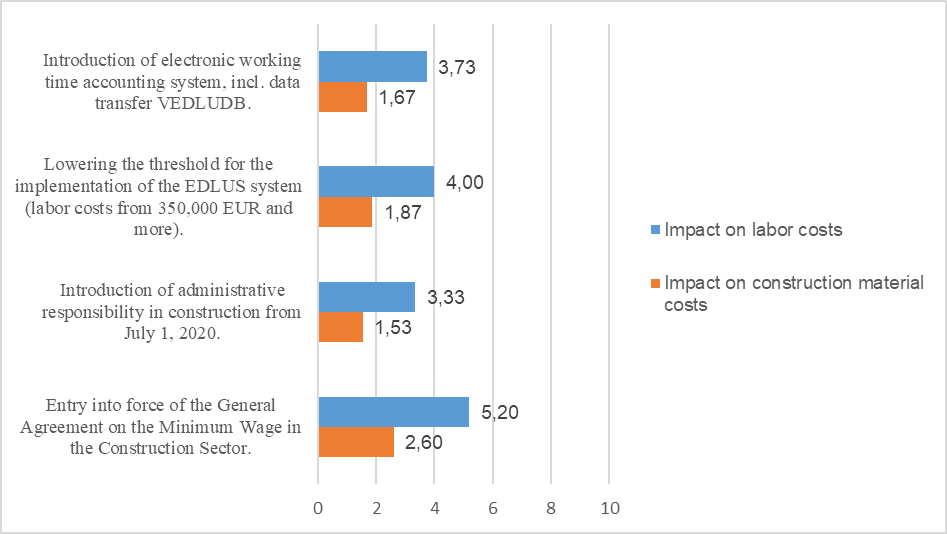 Introduction of electronic working
time accounting system, incl. data
transfer VEDLUDB.
3,73
1,67
Lowering the threshold for the
implementation of the EDLUS system
(labor costs from 350,000 EUR and
more).
4,00
1,87
Introduction of administrative
responsibility in construction from
July 1, 2020.
3,33
1,53
Entry into force of the General
Agreement on the Minimum Wage in
the Construction Sector.
5,20
2,60
0 2 4 6 8 10
Impact on labor costs
Impact on construction material
costs